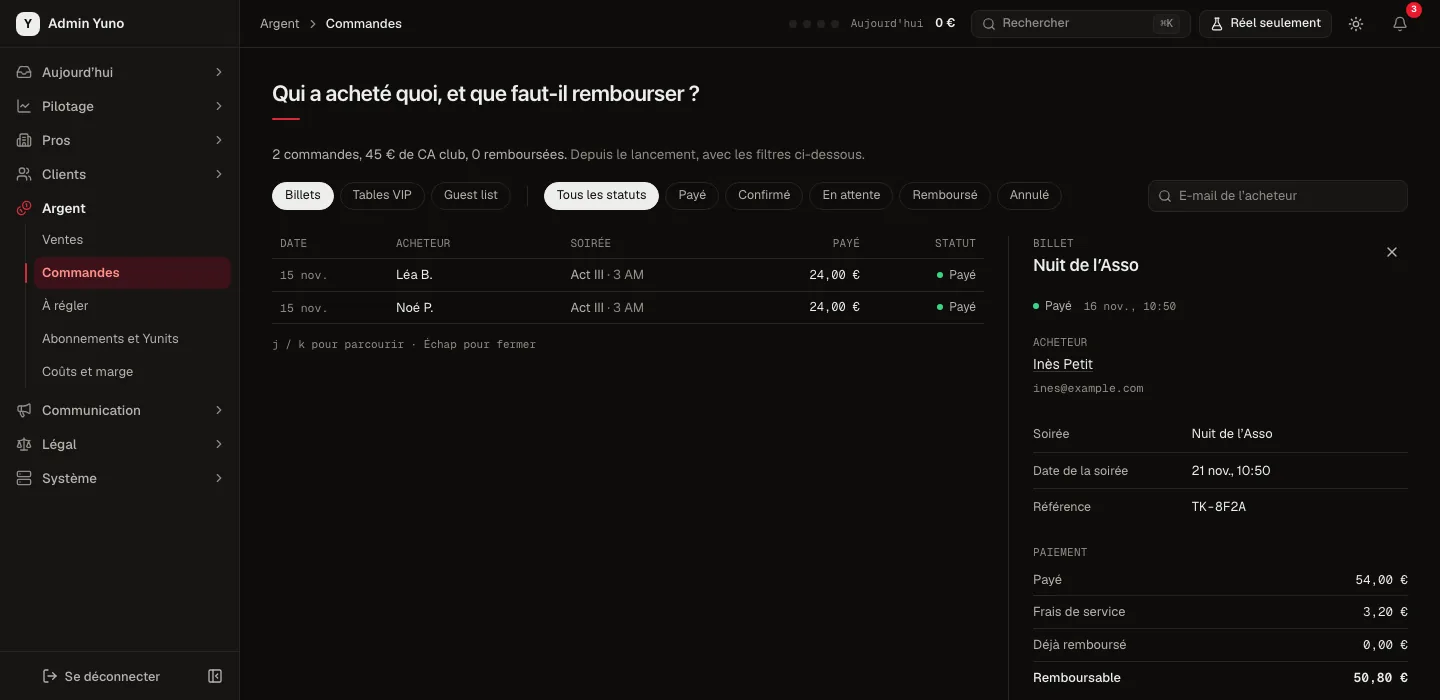 Y Admin Yuno
Argent > Commandes
Aujourd'hui 0 €
Rechercher ⌘K
Réel seulement
3
Aujourd'hui
Pilotage
Pros
Clients
Argent
Ventes
Commandes
À régler
Abonnements et Yunits
Coûts et marge
Communication
Légal
Système
Se déconnecter
Qui a acheté quoi, et que faut-il rembourser ?
2 commandes, 45 € de CA club, 0 remboursées. Depuis le lancement, avec les filtres ci-dessous.
Billets Tables VIP Guest list Tous les statuts Payé Confirmé En attente Remboursé Annulé
E-mail de l'acheteur
DATE ACHETEUR SOIRÉE PAYÉ STATUT
15 nov. Léa B. Act III · 3 AM 24,00 € Payé
15 nov. Noé P. Act III · 3 AM 24,00 € Payé
j / k pour parcourir · Échap pour fermer
BILLET
Nuit de l'Asso
Payé 16 nov., 10:50
ACHETEUR
Inès Petit
ines@example.com
Soirée Nuit de l'Asso
Date de la soirée 21 nov., 10:50
Référence TK-8F2A
PAIEMENT
Payé 54,00 €
Frais de service 3,20 €
Déjà remboursé 0,00 €
Remboursable 50,80 €